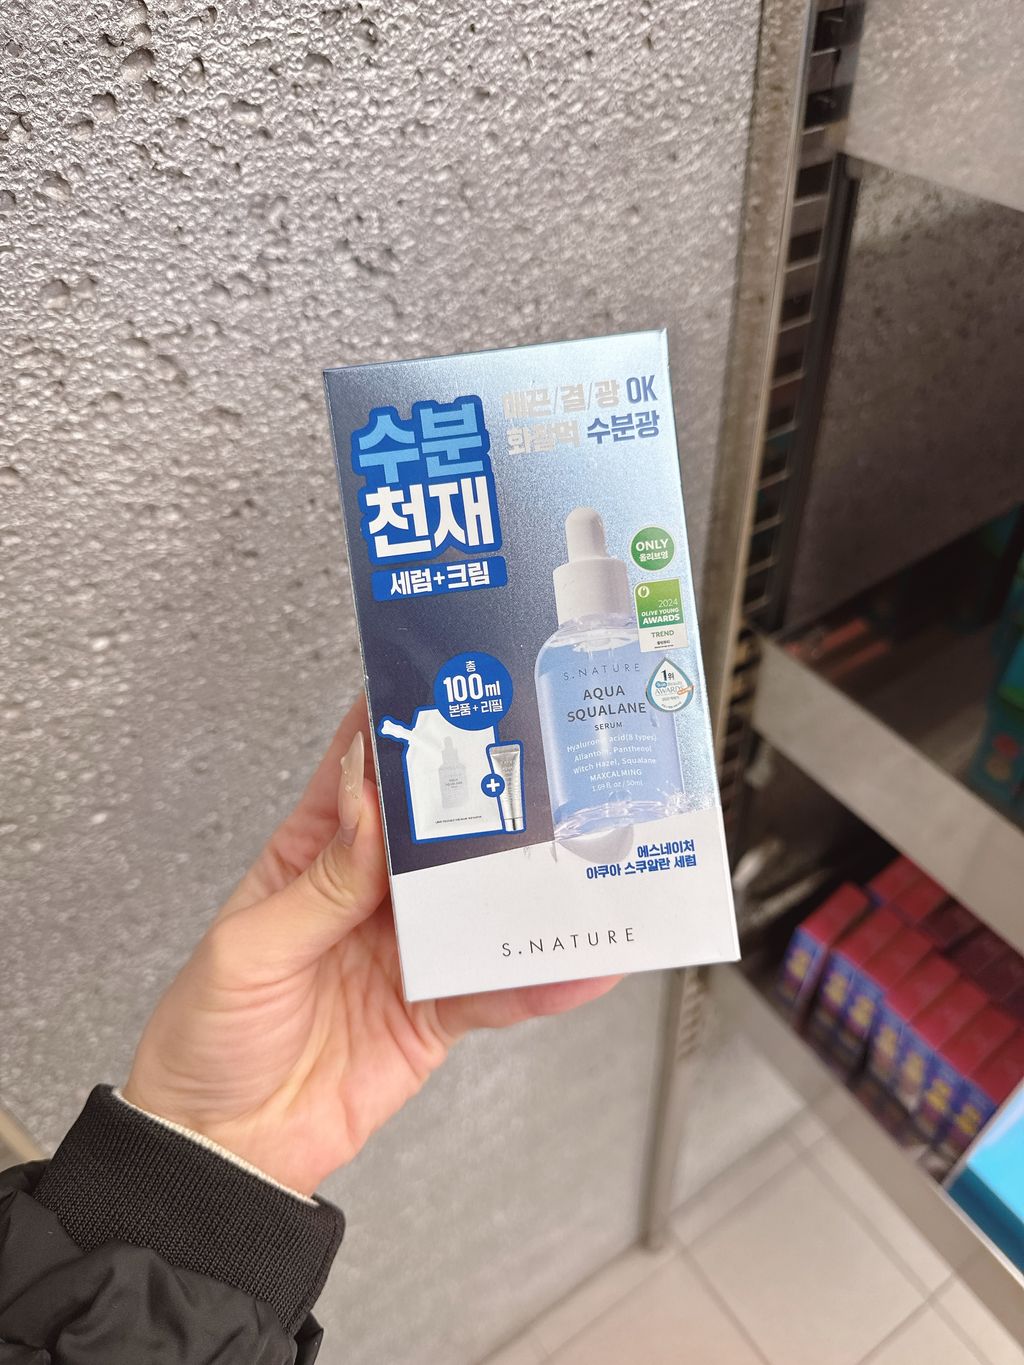 매끈/결/광 OK
화잘먹 수분광
수분
천재
세럼+크림
총
100ml
본품+리필
ONLY
올리브영
2024
OLIVE YOUNG
AWARDS
TREND
1위
AWARDS
S.NATURE
AQUA
SQUALANE
SERUM
Hyaluronic acid(8 types),
Allantoin, Panthenol
Witch Hazel, Squalane
MAXCALMING
1.69 fl.oz / 50ml
+
에스네이처
아쿠아 스쿠알란 세럼
S.NATURE